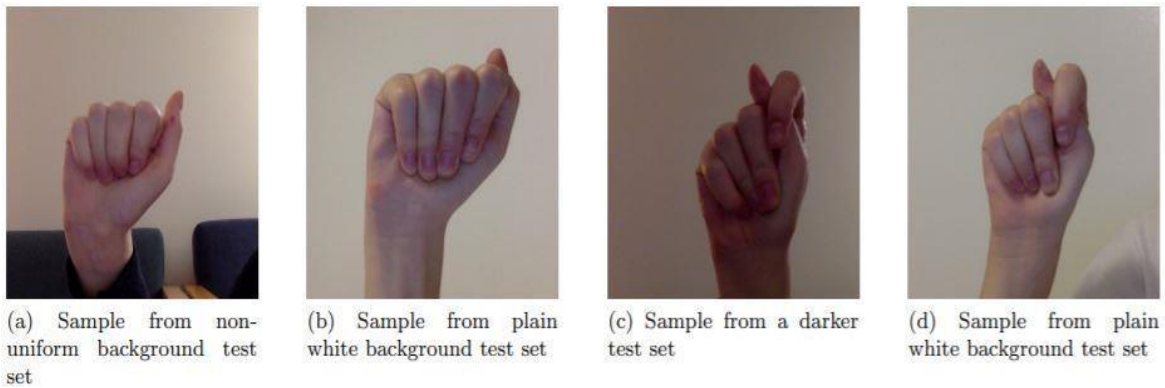 (a) Sample from non-
uniform background test
set
(b) Sample from plain
white background test set
(c) Sample from a darker
test set
(d) Sample from plain
white background test set